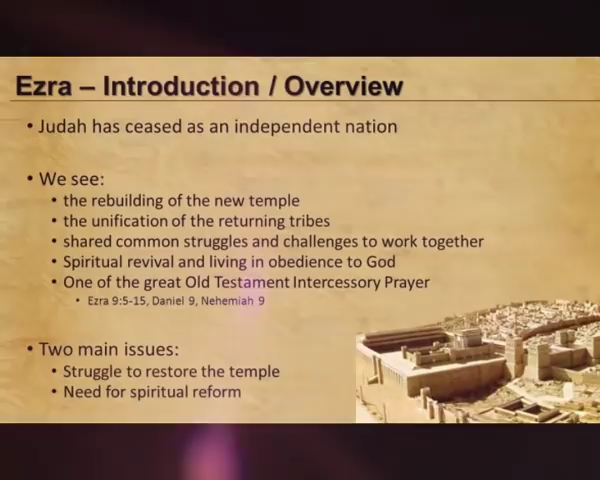 Ezra – Introduction / Overview
• Judah has ceased as an independent nation
• We see:
• the rebuilding of the new temple
• the unification of the returning tribes
• shared common struggles and challenges to work together
• Spiritual revival and living in obedience to God
• One of the great Old Testament Intercessory Prayer
• Ezra 9:5-15, Daniel 9, Nehemiah 9
• Two main issues:
• Struggle to restore the temple
• Need for spiritual reform